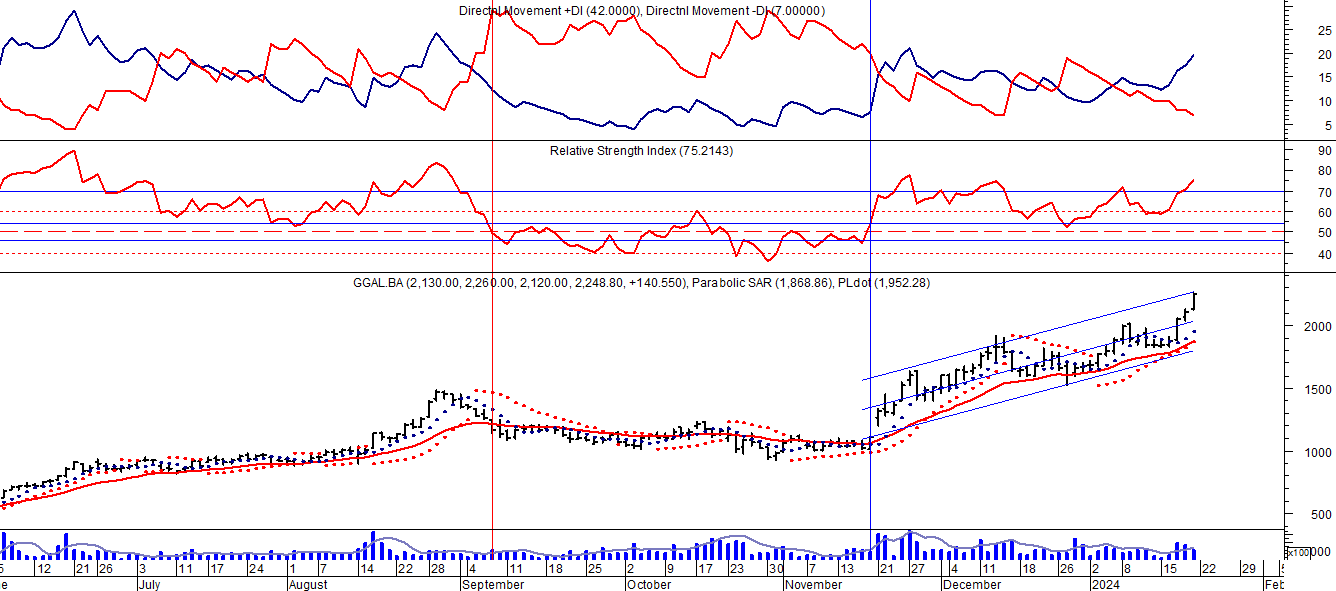 Directnl Movement +DI (42.0000), Directnl Movement -DI (7.00000)
25
20
15
10
5
Relative Strength Index (75.2143)
90
80
70
60
50
40
GGAL.BA (2,130.00, 2,260.00, 2,120.00, 2,248.80, +140.550), Parabolic SAR (1,868.86), PLdot (1,952.28)
2000
1500
1000
500
x100 000
5 12 21 26 3 11 17 24 1 7 14 22 28 4 11 18 25 2 9 17 23 30 7 13 21 27 4 11 18 26 2 8 15 22 29 5
e July August September October November December 2024 Feb